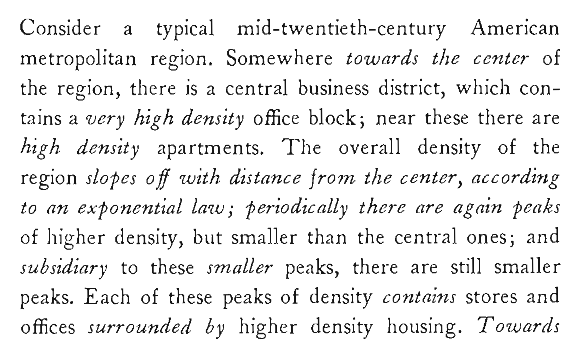 Consider a typical mid-twentieth-century American
metropolitan region. Somewhere towards the center of
the region, there is a central business district, which con-
tains a very high density office block; near these there are
high density apartments. The overall density of the
region slopes off with distance from the center, according
to an exponential law; periodically there are again peaks
of higher density, but smaller than the central ones; and
subsidiary to these smaller peaks, there are still smaller
peaks. Each of these peaks of density contains stores and
offices surrounded by higher density housing. Towards